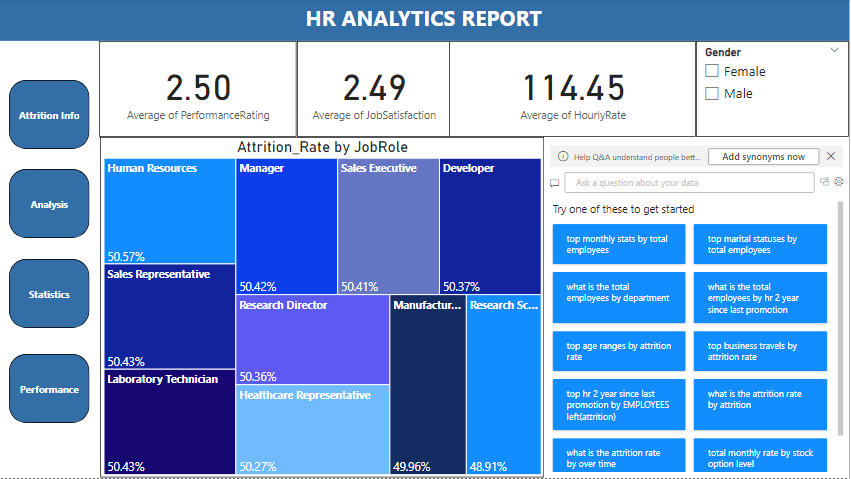 HR ANALYTICS REPORT
Attrition Info
Analysis
Statistics
Performance
2.50
Average of PerformanceRating
2.49
Average of JobSatisfaction
114.45
Average of HourlyRate
Gender
Female
Male
Attrition_Rate by JobRole
Human Resources
50.57%
Sales Representative
50.43%
Laboratory Technician
50.43%
Manager
50.42%
Sales Executive
50.41%
Developer
50.37%
Research Director
50.36%
Healthcare Representative
50.27%
Manufactur...
49.96%
Research Sc...
48.91%
Help Q&A understand people bett...
Add synonyms now
Ask a question about your data
Try one of these to get started
top monthly stats by total
employees
top marital statuses by
total employees
what is the total
employees by department
what is the total
employees by hr 2 year
since last promotion
top age ranges by attrition
rate
top business travels by
attrition rate
top hr 2 year since last
promotion by EMPLOYEES
left(attrition)
what is the attrition rate
by attrition
what is the attrition rate
by over time
total monthly rate by stock
option level